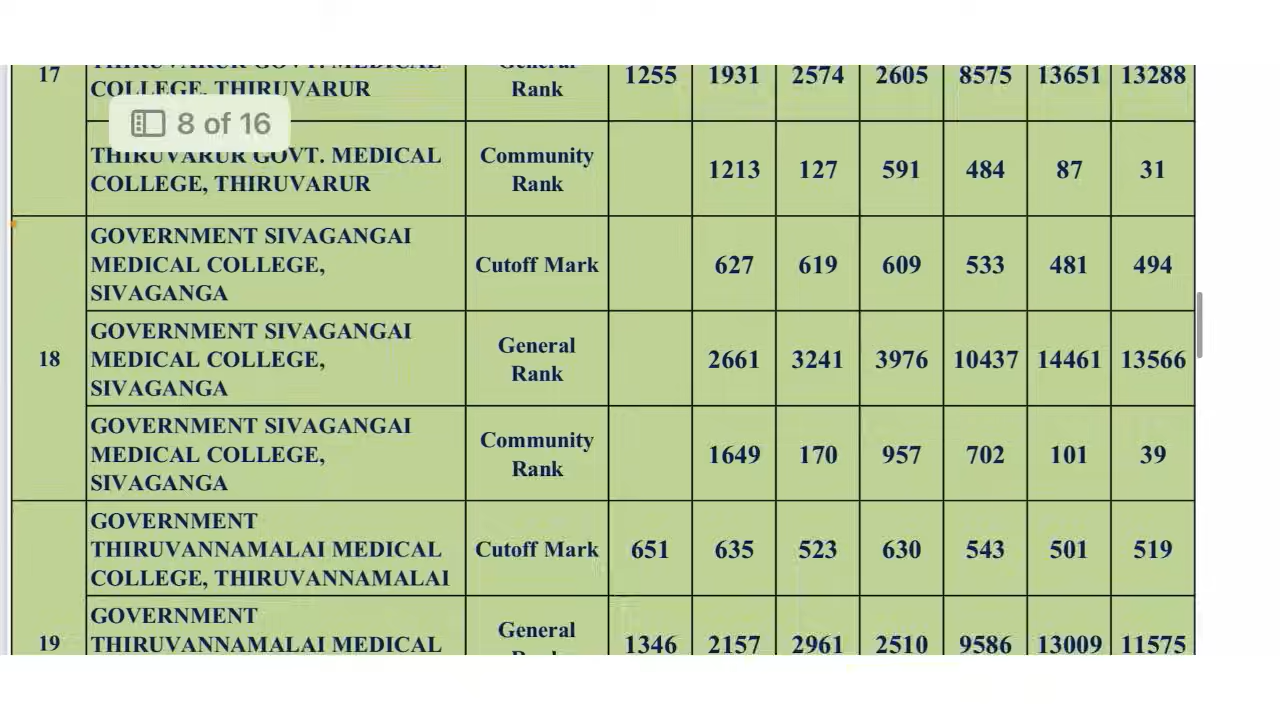 17 THIRUVARUR GOVT. MEDICAL General
COLLEGE, THIRUVARUR Rank 1255 1931 2574 2605 8575 13651 13288
8 of 16
THIRUVARUR GOVT. MEDICAL Community
COLLEGE, THIRUVARUR Rank 1213 127 591 484 87 31
GOVERNMENT SIVAGANGAI
MEDICAL COLLEGE, Cutoff Mark 627 619 609 533 481 494
SIVAGANGA
GOVERNMENT SIVAGANGAI General
18 MEDICAL COLLEGE, Rank 2661 3241 3976 10437 14461 13566
SIVAGANGA
GOVERNMENT SIVAGANGAI Community
MEDICAL COLLEGE, Rank 1649 170 957 702 101 39
SIVAGANGA
GOVERNMENT
THIRUVANNAMALAI MEDICAL Cutoff Mark 651 635 523 630 543 501 519
COLLEGE, THIRUVANNAMALAI
GOVERNMENT General
19 THIRUVANNAMALAI MEDICAL 1346 2157 2961 2510 9586 13009 11575